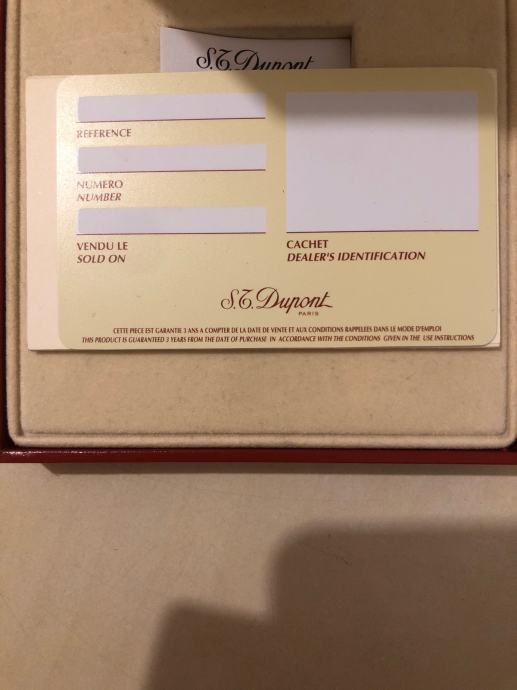 S.T. Dupont
REFERENCE
NUMERO
NUMBER
VENDU LE
SOLD ON
CACHET
DEALER'S IDENTIFICATION
S.T. Dupont
PARIS
CETTE PIECE EST GARANTIE 3 ANS A COMPTER DE LA DATE DE VENTE ET AUX CONDITIONS RAPPELEES DANS LE MODE D'EMPLOI
THIS PRODUCT IS GUARANTEED 3 YEARS FROM THE DATE OF PURCHASE IN ACCORDANCE WITH THE CONDITIONS GIVEN IN THE USE INSTRUCTIONS